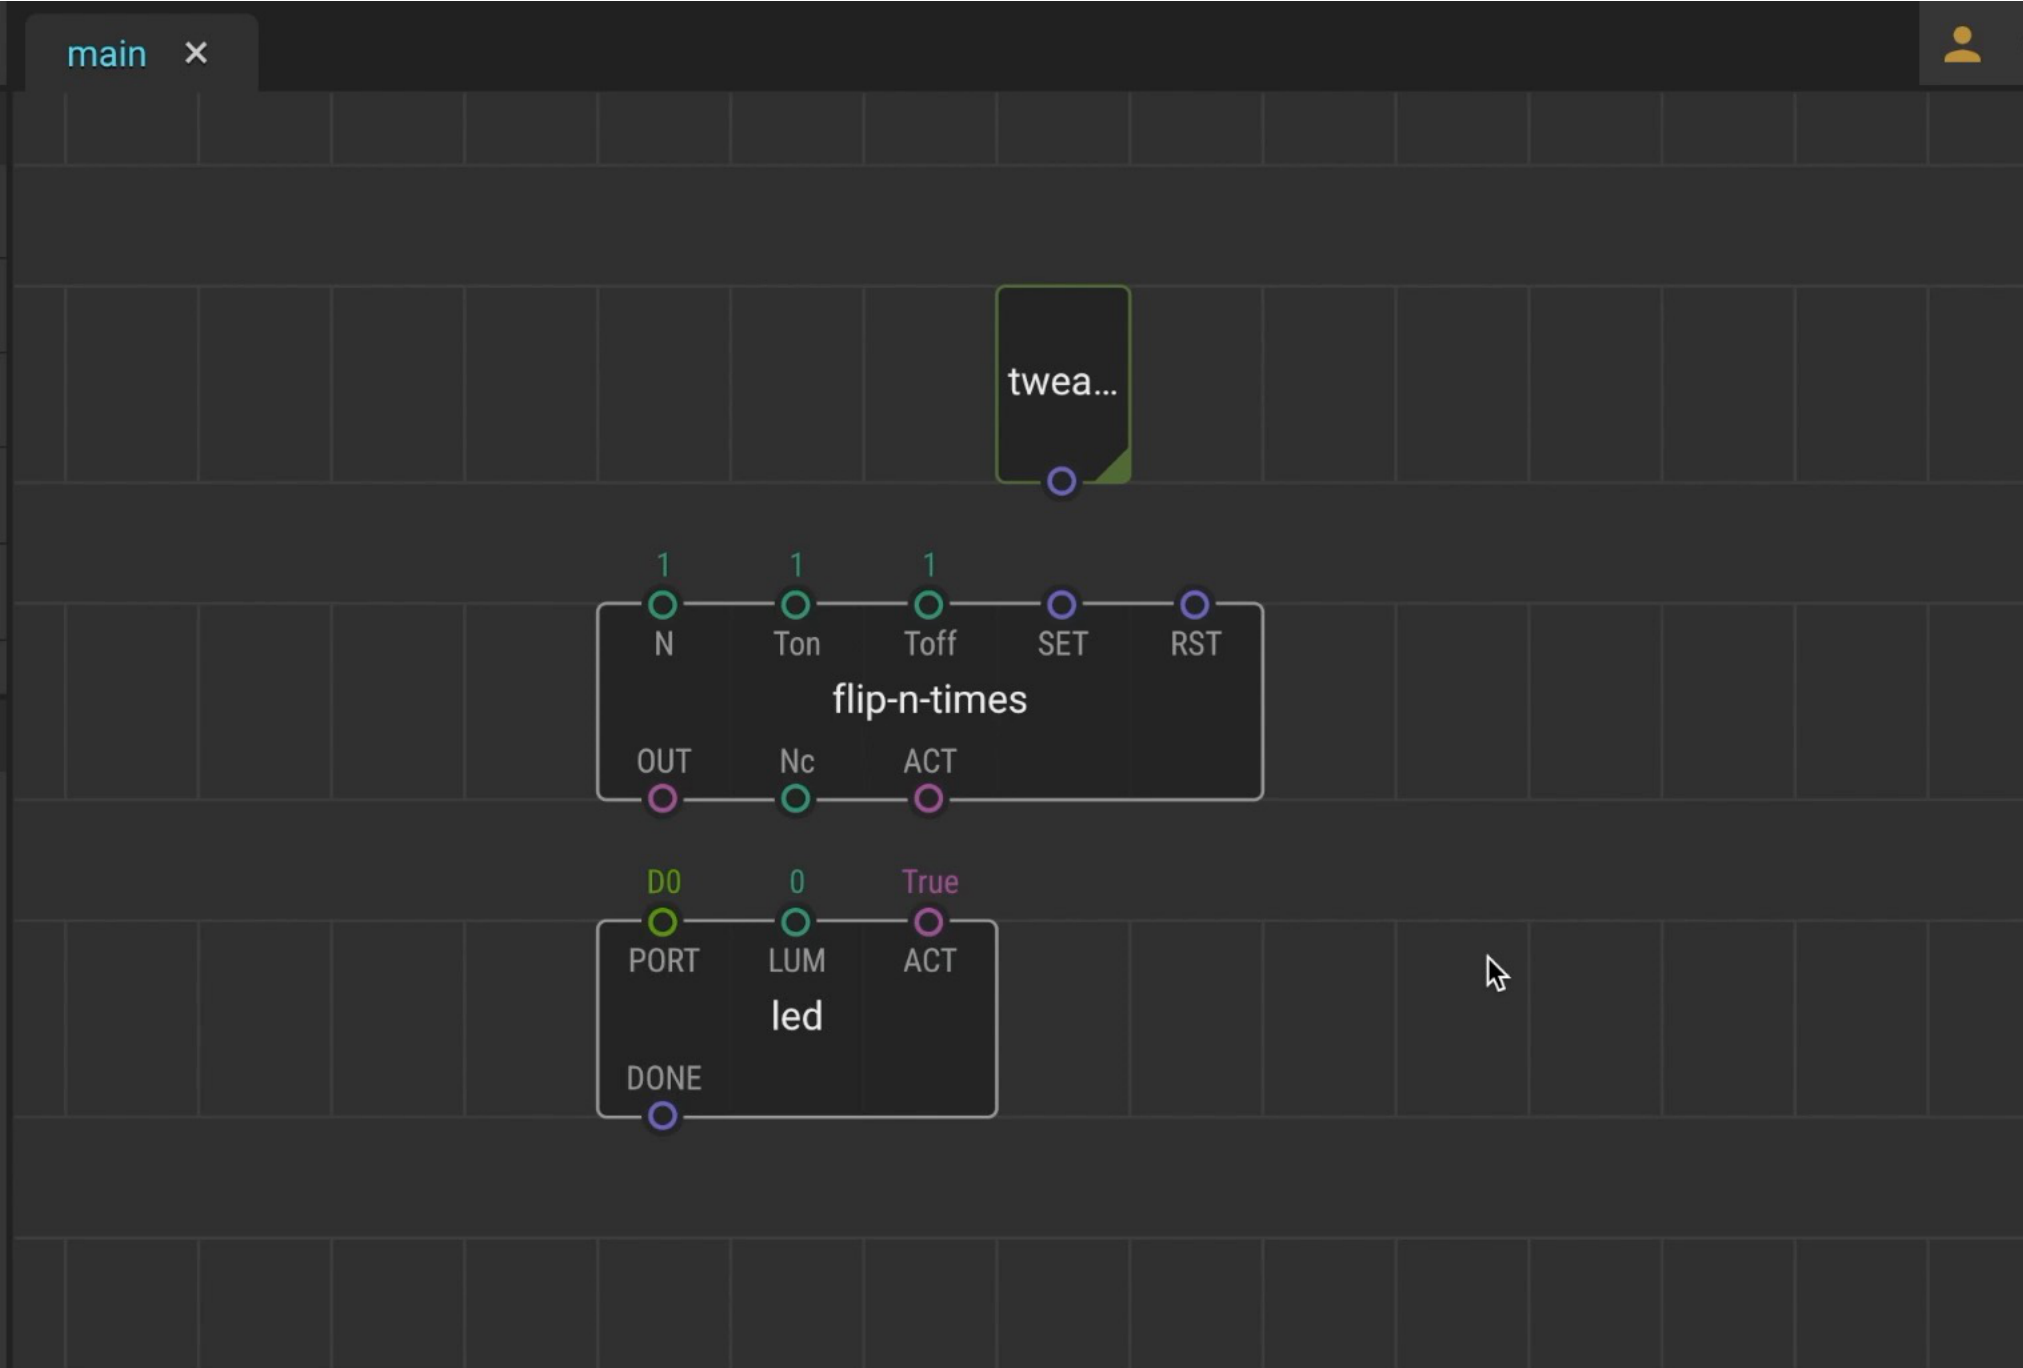 main
twea...
1 1 1
N Ton Toff SET RST
flip-n-times
OUT Nc ACT
D0 0 True
PORT LUM ACT
led
DONE